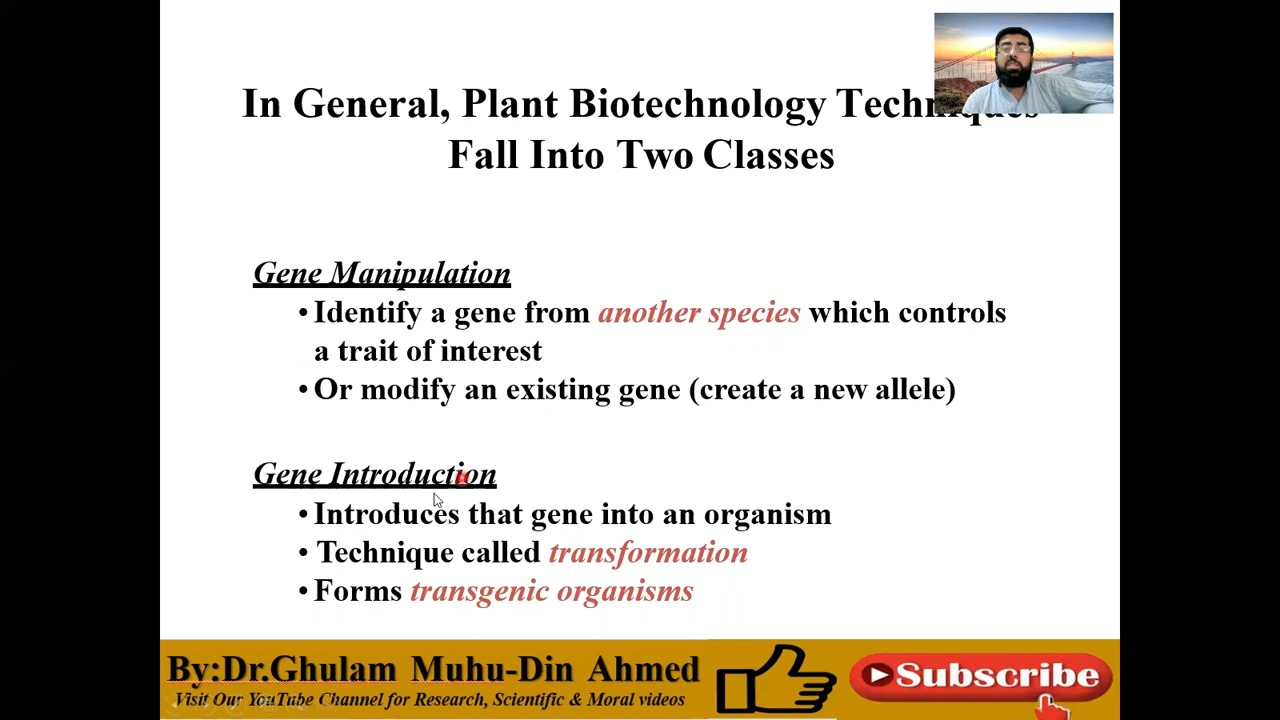 In General, Plant Biotechnology Techniques
Fall Into Two Classes
Gene Manipulation
• Identify a gene from another species which controls
a trait of interest
• Or modify an existing gene (create a new allele)
Gene Introduction
• Introduces that gene into an organism
• Technique called transformation
• Forms transgenic organisms
By:Dr.Ghulam Muhu-Din Ahmed
Visit Our YouTube Channel for Research, Scientific & Moral videos
Subscribe